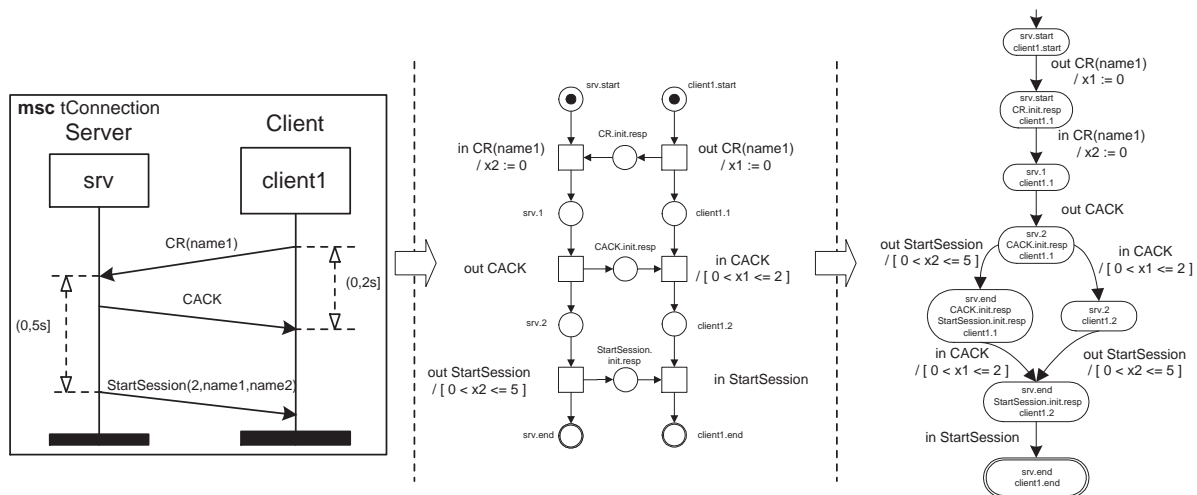 msc tConnection
Server
Client
srv
client1
CR(name1)
CACK
(0,2s]
(0,5s]
StartSession(2,name1,name2)
srv.start
client1.start
in CR(name1)
/ x2 := 0
CR.init.resp
out CR(name1)
/ x1 := 0
srv.1
client1.1
CACK.init.resp
out CACK
in CACK
/ [ 0 < x1 <= 2 ]
srv.2
client1.2
StartSession.
init.resp
out StartSession
/ [ 0 < x2 <= 5 ]
in StartSession
srv.end
client1.end
srv.start
client1.start
out CR(name1)
/ x1 := 0
srv.start
CR.init.resp
client1.1
in CR(name1)
/ x2 := 0
srv.1
client1.1
out CACK
srv.2
CACK.init.resp
client1.1
out StartSession
/ [ 0 < x2 <= 5 ]
in CACK
/ [ 0 < x1 <= 2 ]
srv.end
CACK.init.resp
StartSession.init.resp
client1.1
srv.2
client1.2
in CACK
/ [ 0 < x1 <= 2 ]
out StartSession
/ [ 0 < x2 <= 5 ]
srv.end
StartSession.init.resp
client1.2
in StartSession
srv.end
client1.end